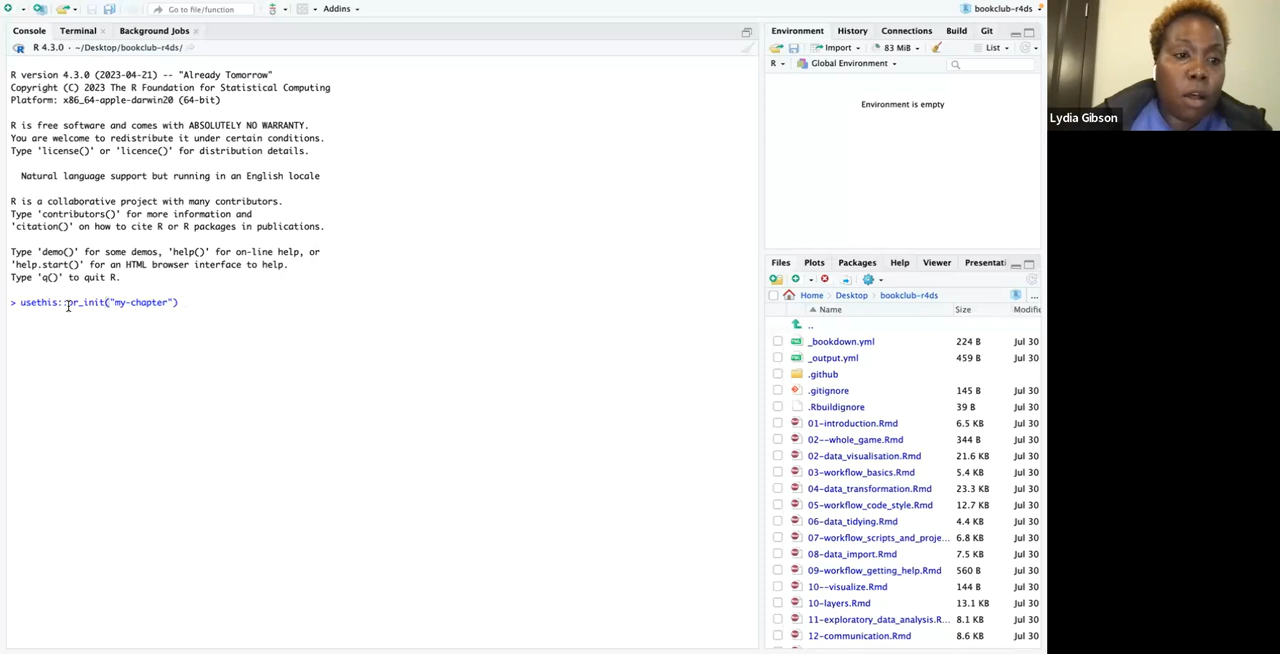 Go to file/function
Addins
bookclub-r4ds
Console Terminal Background Jobs
R 4.3.0 · ~/Desktop/bookclub-r4ds/
R version 4.3.0 (2023-04-21) -- "Already Tomorrow"
Copyright (C) 2023 The R Foundation for Statistical Computing
Platform: x86_64-apple-darwin20 (64-bit)
R is free software and comes with ABSOLUTELY NO WARRANTY.
You are welcome to redistribute it under certain conditions.
Type 'license()' or 'licence()' for distribution details.
Natural language support but running in an English locale
R is a collaborative project with many contributors.
Type 'contributors()' for more information and
'citation()' on how to cite R or R packages in publications.
Type 'demo()' for some demos, 'help()' for on-line help, or
'help.start()' for an HTML browser interface to help.
Type 'q()' to quit R.
> usethis::pr_init("my-chapter")
Environment History Connections Build Git
Import 83 MiB List
R Global Environment
Environment is empty
Files Plots Packages Help Viewer Presentati
Home Desktop bookclub-r4ds ...
Name Size Modifie
..
_bookdown.yml 224 B Jul 30
_output.yml 459 B Jul 30
.github
.gitignore 145 B Jul 30
.Rbuildignore 39 B Jul 30
01-introduction.Rmd 6.5 KB Jul 30
02--whole_game.Rmd 344 B Jul 30
02-data_visualisation.Rmd 21.6 KB Jul 30
03-workflow_basics.Rmd 5.4 KB Jul 30
04-data_transformation.Rmd 23.3 KB Jul 30
05-workflow_code_style.Rmd 12.7 KB Jul 30
06-data_tidying.Rmd 4.4 KB Jul 30
07-workflow_scripts_and_proje... 6.8 KB Jul 30
08-data_import.Rmd 7.5 KB Jul 30
09-workflow_getting_help.Rmd 560 B Jul 30
10--visualize.Rmd 144 B Jul 30
10-layers.Rmd 13.1 KB Jul 30
11-exploratory_data_analysis.R... 8.1 KB Jul 30
12-communication.Rmd 8.6 KB Jul 30
Lydia Gibson